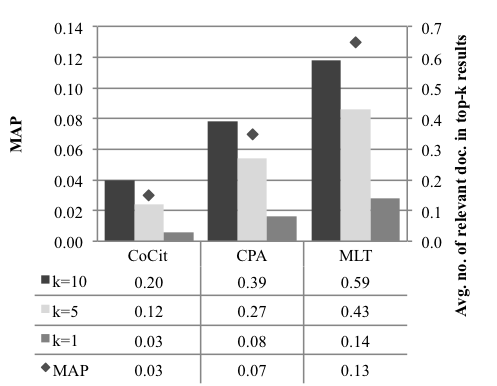 0.14 0.7
0.12 0.6
0.10 0.5
0.08 0.4
0.06 0.3
0.04 0.2
0.02 0.1
0.00 0.0
MAP
Avg. no. of relevant doc. in top-k results
CoCit CPA MLT
k=10 0.20 0.39 0.59
k=5 0.12 0.27 0.43
k=1 0.03 0.08 0.14
MAP 0.03 0.07 0.13